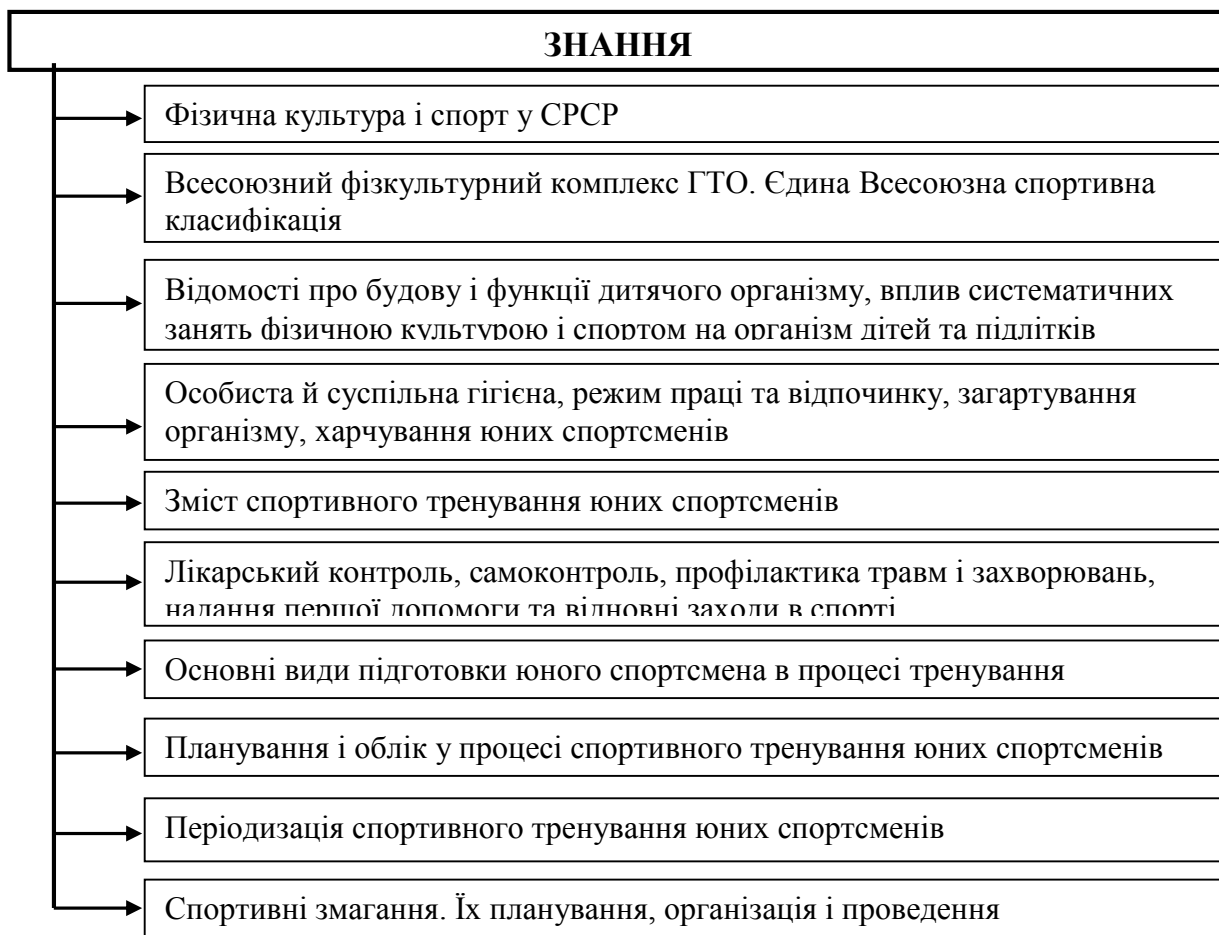 ЗНАННЯ
Фізична культура і спорт у СРСР
Всесоюзний фізкультурний комплекс ГТО. Єдина Всесоюзна спортивна
класифікація
Відомості про будову і функції дитячого організму, вплив систематичних
занять фізичною культурою і спортом на організм дітей та підлітків
Особиста й суспільна гігієна, режим праці та відпочинку, загартування
організму, харчування юних спортсменів
Зміст спортивного тренування юних спортсменів
Лікарський контроль, самоконтроль, профілактика травм і захворювань,
надання першої допомоги та відновні заходи в спорті
Основні види підготовки юного спортсмена в процесі тренування
Планування і облік у процесі спортивного тренування юних спортсменів
Періодизація спортивного тренування юних спортсменів
Спортивні змагання. Їх планування, організація і проведення